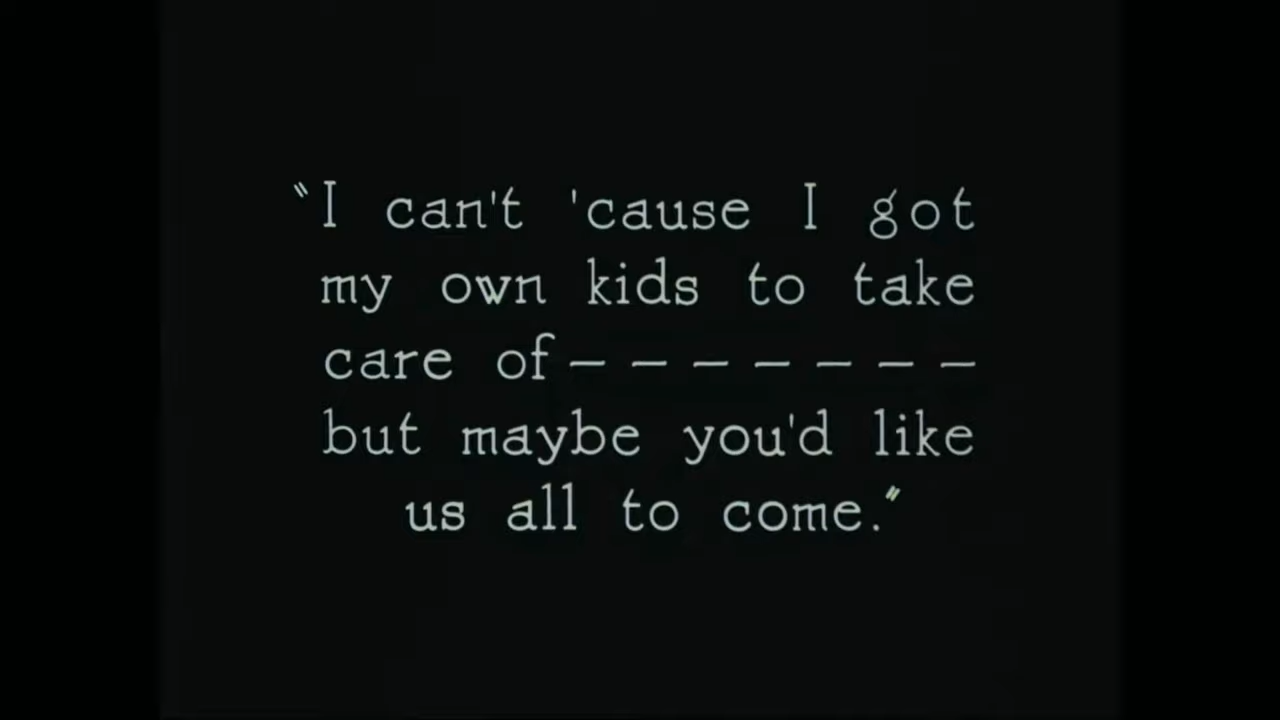 "I can't 'cause I got
my own kids to take
care of – – – – – – –
but maybe you'd like
us all to come."